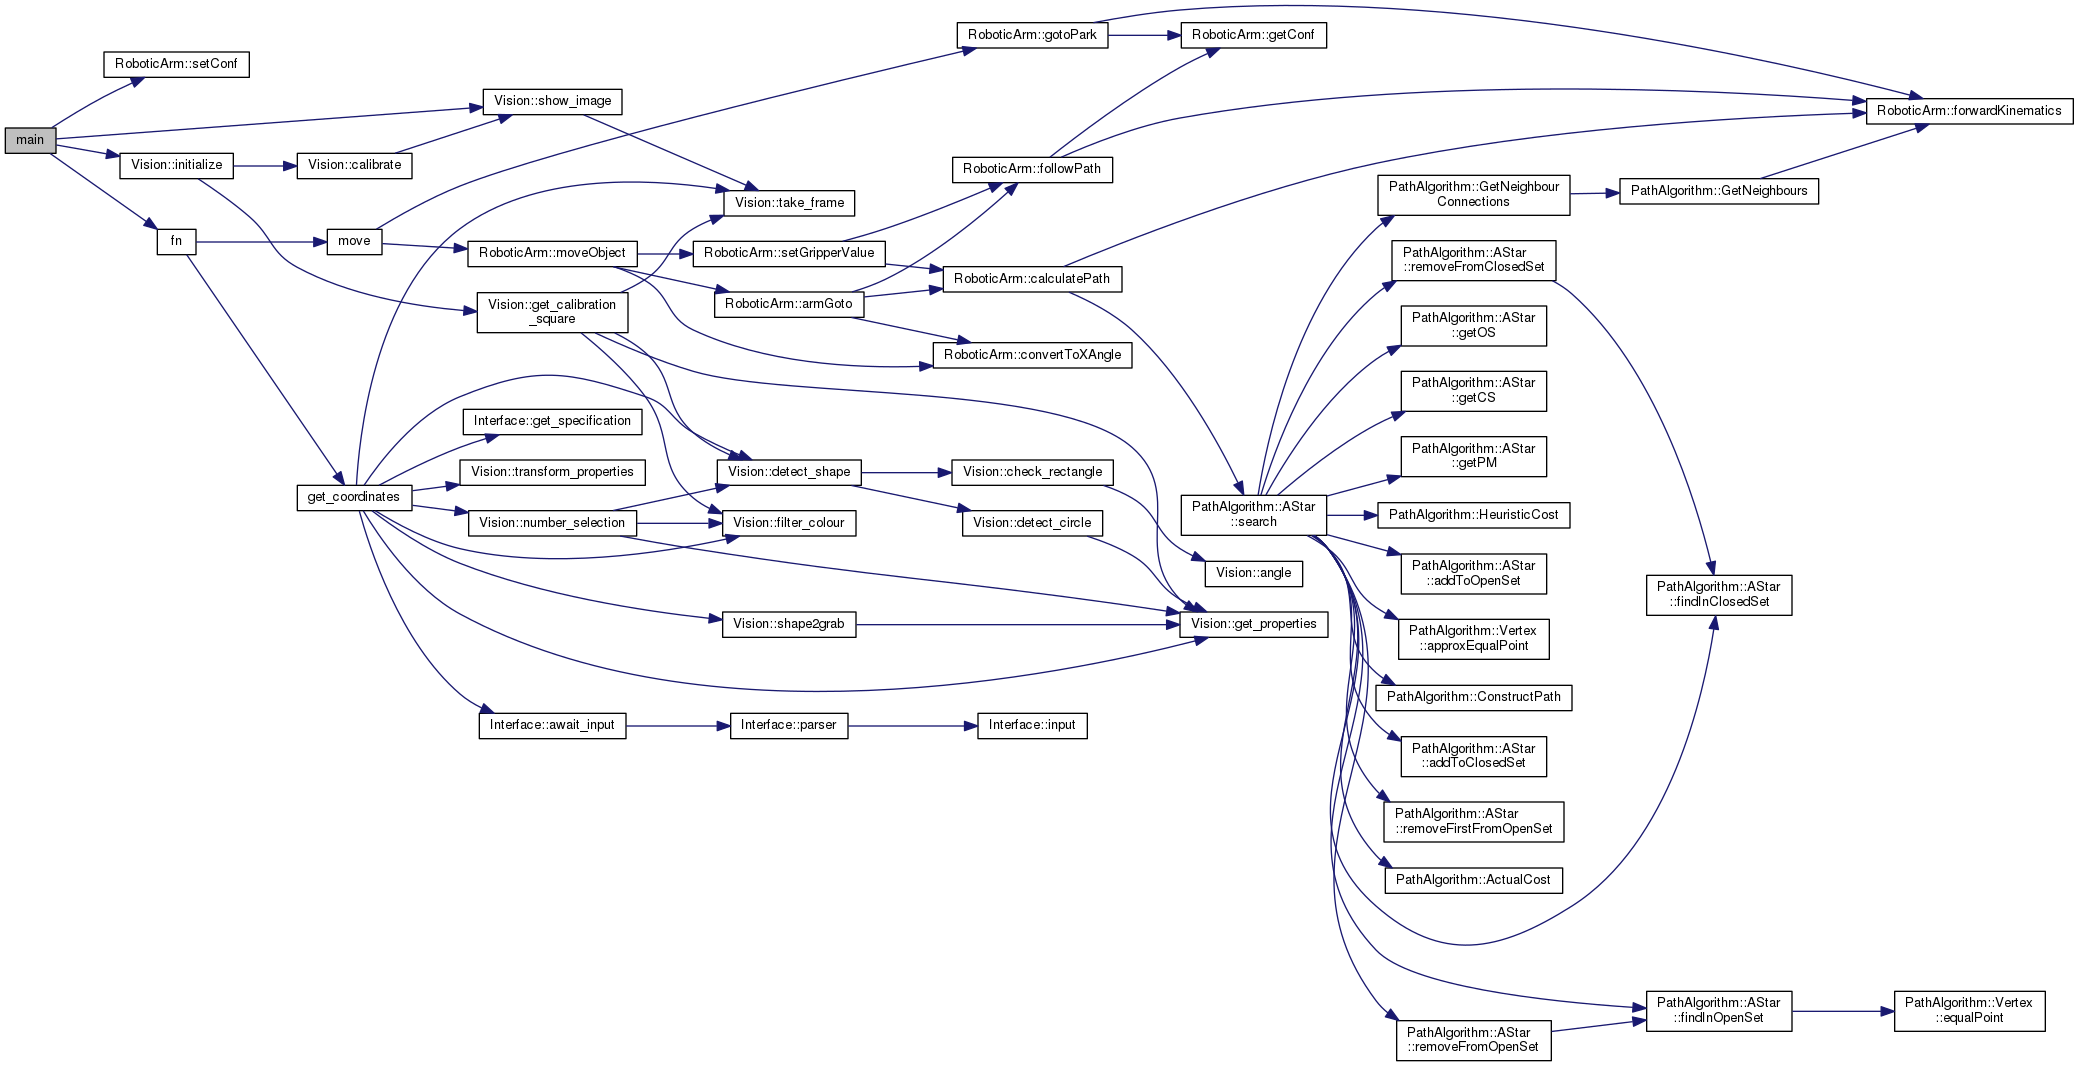 main
RoboticArm::setConf
Vision::initialize
fn
Vision::calibrate
move
get_coordinates
Vision::show_image
RoboticArm::moveObject
Vision::get_calibration
_square
Interface::get_specification
Vision::transform_properties
Vision::number_selection
Interface::await_input
Vision::take_frame
RoboticArm::setGripperValue
RoboticArm::armGoto
Vision::detect_shape
Vision::filter_colour
Vision::shape2grab
Interface::parser
RoboticArm::gotoPark
RoboticArm::followPath
RoboticArm::calculatePath
RoboticArm::convertToXAngle
Vision::check_rectangle
Vision::detect_circle
Interface::input
RoboticArm::getConf
PathAlgorithm::AStar
::search
Vision::angle
Vision::get_properties
PathAlgorithm::GetNeighbour
Connections
PathAlgorithm::AStar
::removeFromClosedSet
PathAlgorithm::AStar
::getOS
PathAlgorithm::AStar
::getCS
PathAlgorithm::AStar
::getPM
PathAlgorithm::HeuristicCost
PathAlgorithm::AStar
::addToOpenSet
PathAlgorithm::Vertex
::approxEqualPoint
PathAlgorithm::ConstructPath
PathAlgorithm::AStar
::addToClosedSet
PathAlgorithm::AStar
::removeFirstFromOpenSet
PathAlgorithm::ActualCost
PathAlgorithm::AStar
::removeFromOpenSet
PathAlgorithm::GetNeighbours
PathAlgorithm::AStar
::findInClosedSet
PathAlgorithm::AStar
::findInOpenSet
RoboticArm::forwardKinematics
PathAlgorithm::Vertex
::equalPoint